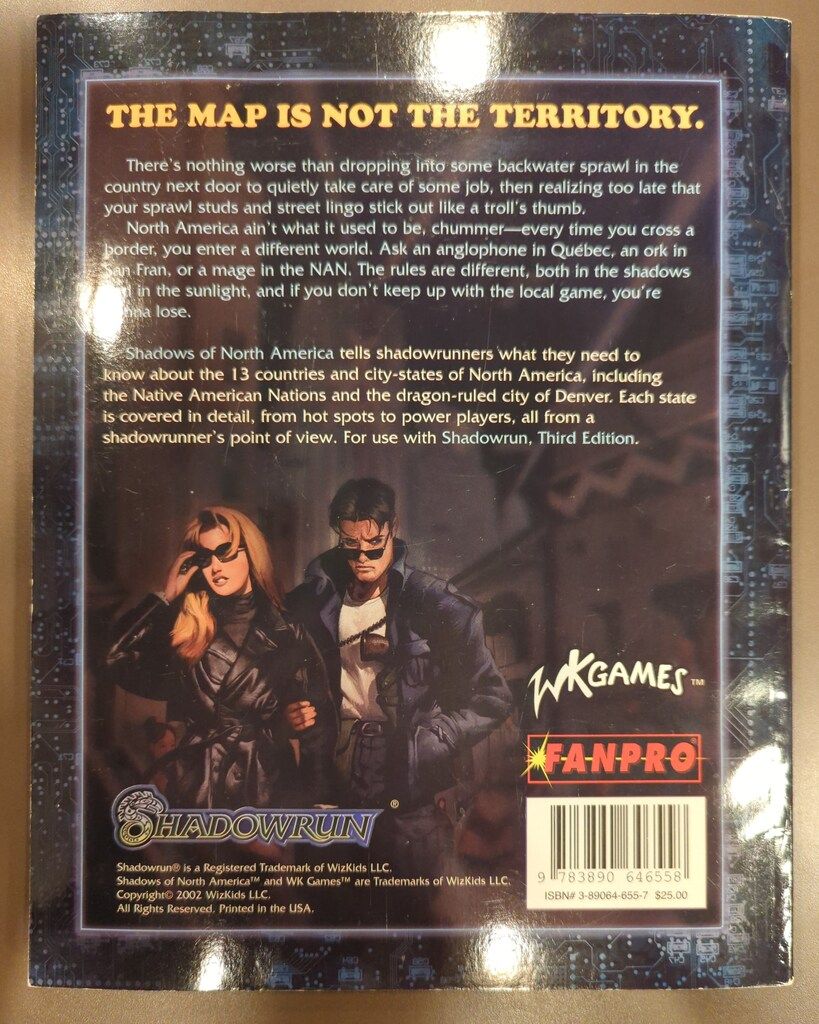 THE MAP IS NOT THE TERRITORY.
There's nothing worse than dropping into some backwater sprawl in the
country next door to quietly take care of some job, then realizing too late that
your sprawl studs and street lingo stick out like a troll's thumb.
North America ain't what it used to be, chummer—every time you cross a
border, you enter a different world. Ask an anglophone in Québec, an ork in
San Fran, or a mage in the NAN. The rules are different, both in the shadows
in the sunlight, and if you don't keep up with the local game, you're
lose.
Shadows of North America tells shadowrunners what they need to
know about the 13 countries and city-states of North America, including
the Native American Nations and the dragon-ruled city of Denver. Each state
is covered in detail, from hot spots to power players, all from a
shadowrunner's point of view. For use with Shadowrun, Third Edition.
WKGAMES™
FANPRO®
SHADOWRUN®
Shadowrun® is a Registered Trademark of WizKids LLC.
Shadows of North America™ and WK Games™ are Trademarks of WizKids LLC.
Copyright© 2002 WizKids LLC.
All Rights Reserved. Printed in the USA.
9 783890 646558
ISBN# 3-89064-655-7 $25.00